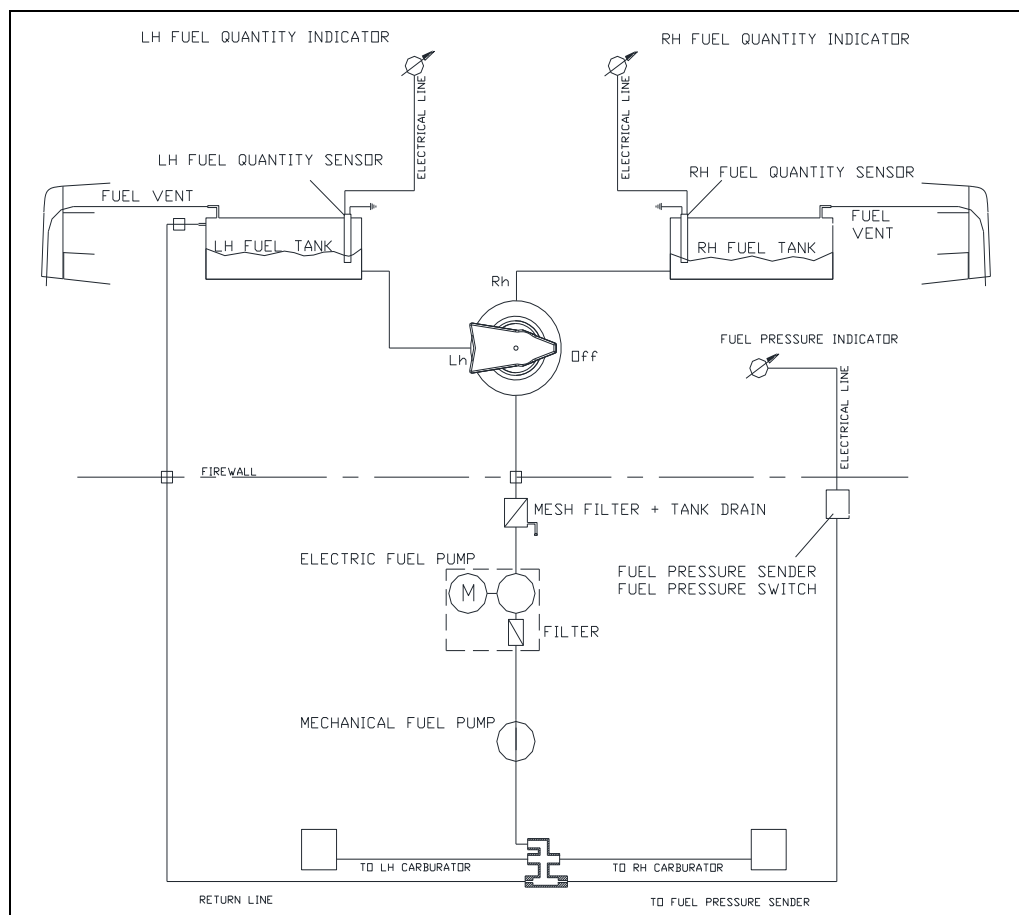 LH FUEL QUANTITY INDICATOR
RH FUEL QUANTITY INDICATOR
ELECTRICAL LINE
ELECTRICAL LINE
LH FUEL QUANTITY SENSOR
RH FUEL QUANTITY SENSOR
FUEL VENT
FUEL
VENT
LH FUEL TANK
RH FUEL TANK
Rh
Lh
Off
FUEL PRESSURE INDICATOR
ELECTRICAL LINE
FIREWALL
MESH FILTER + TANK DRAIN
ELECTRIC FUEL PUMP
M
FUEL PRESSURE SENDER
FUEL PRESSURE SWITCH
FILTER
MECHANICAL FUEL PUMP
TO LH CARBURATOR
TO RH CARBURATOR
RETURN LINE
TO FUEL PRESSURE SENDER